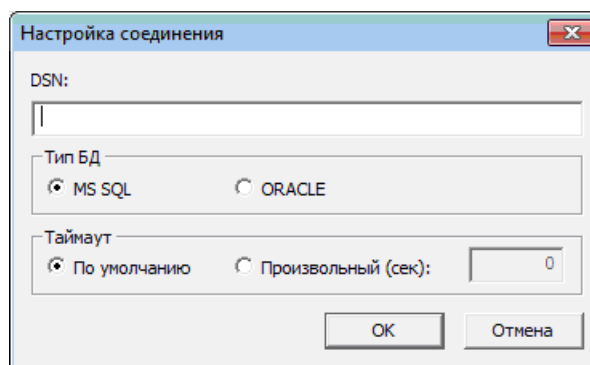 Настройка соединения
DSN:
Тип БД
MS SQL ORACLE
Таймаут
По умолчанию Произвольный (сек): 0
OK Отмена